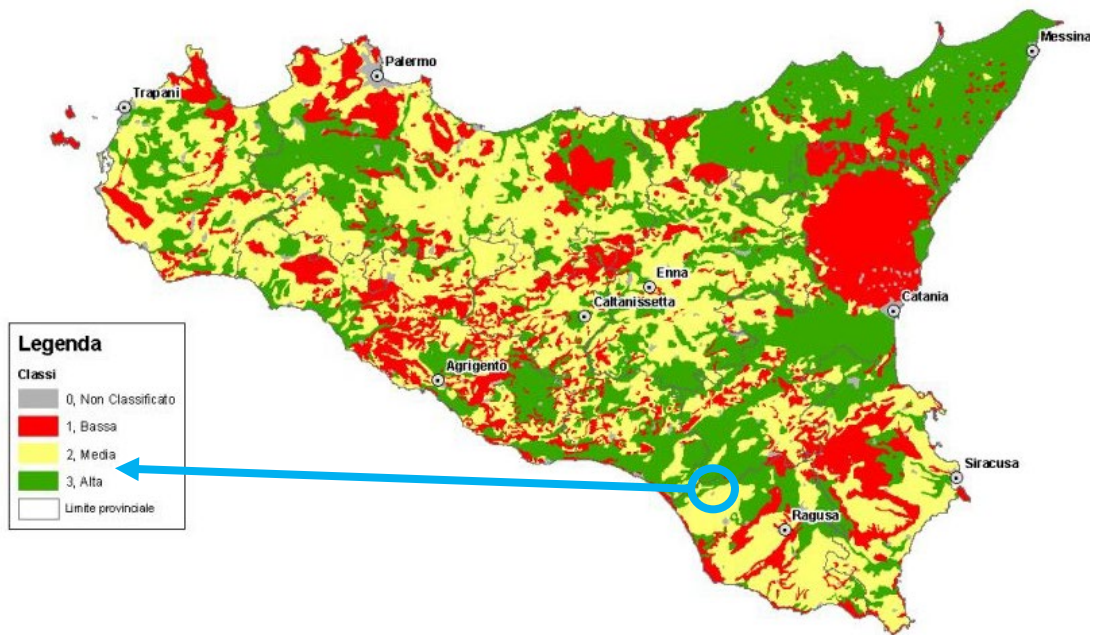 Messina
Palermo
Trapani
Enna
Caltanissetta
Catania
Agrigento
Siracusa
Ragusa
Legenda
Classi
0, Non Classificato
1, Bassa
2, Media
3, Alta
Limite provinciale